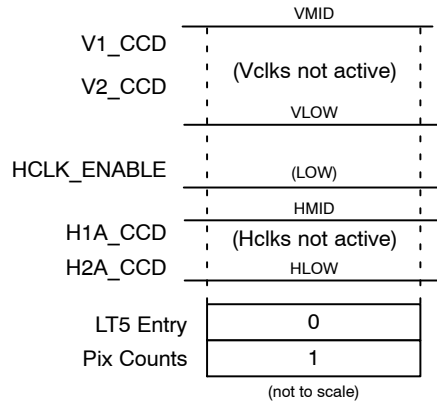 VMID
V1_CCD
(Vclks not active)
V2_CCD
VLOW
HCLK_ENABLE (LOW)
HMID
H1A_CCD (Hclks not active)
H2A_CCD HLOW
LT5 Entry 0
Pix Counts 1
(not to scale)